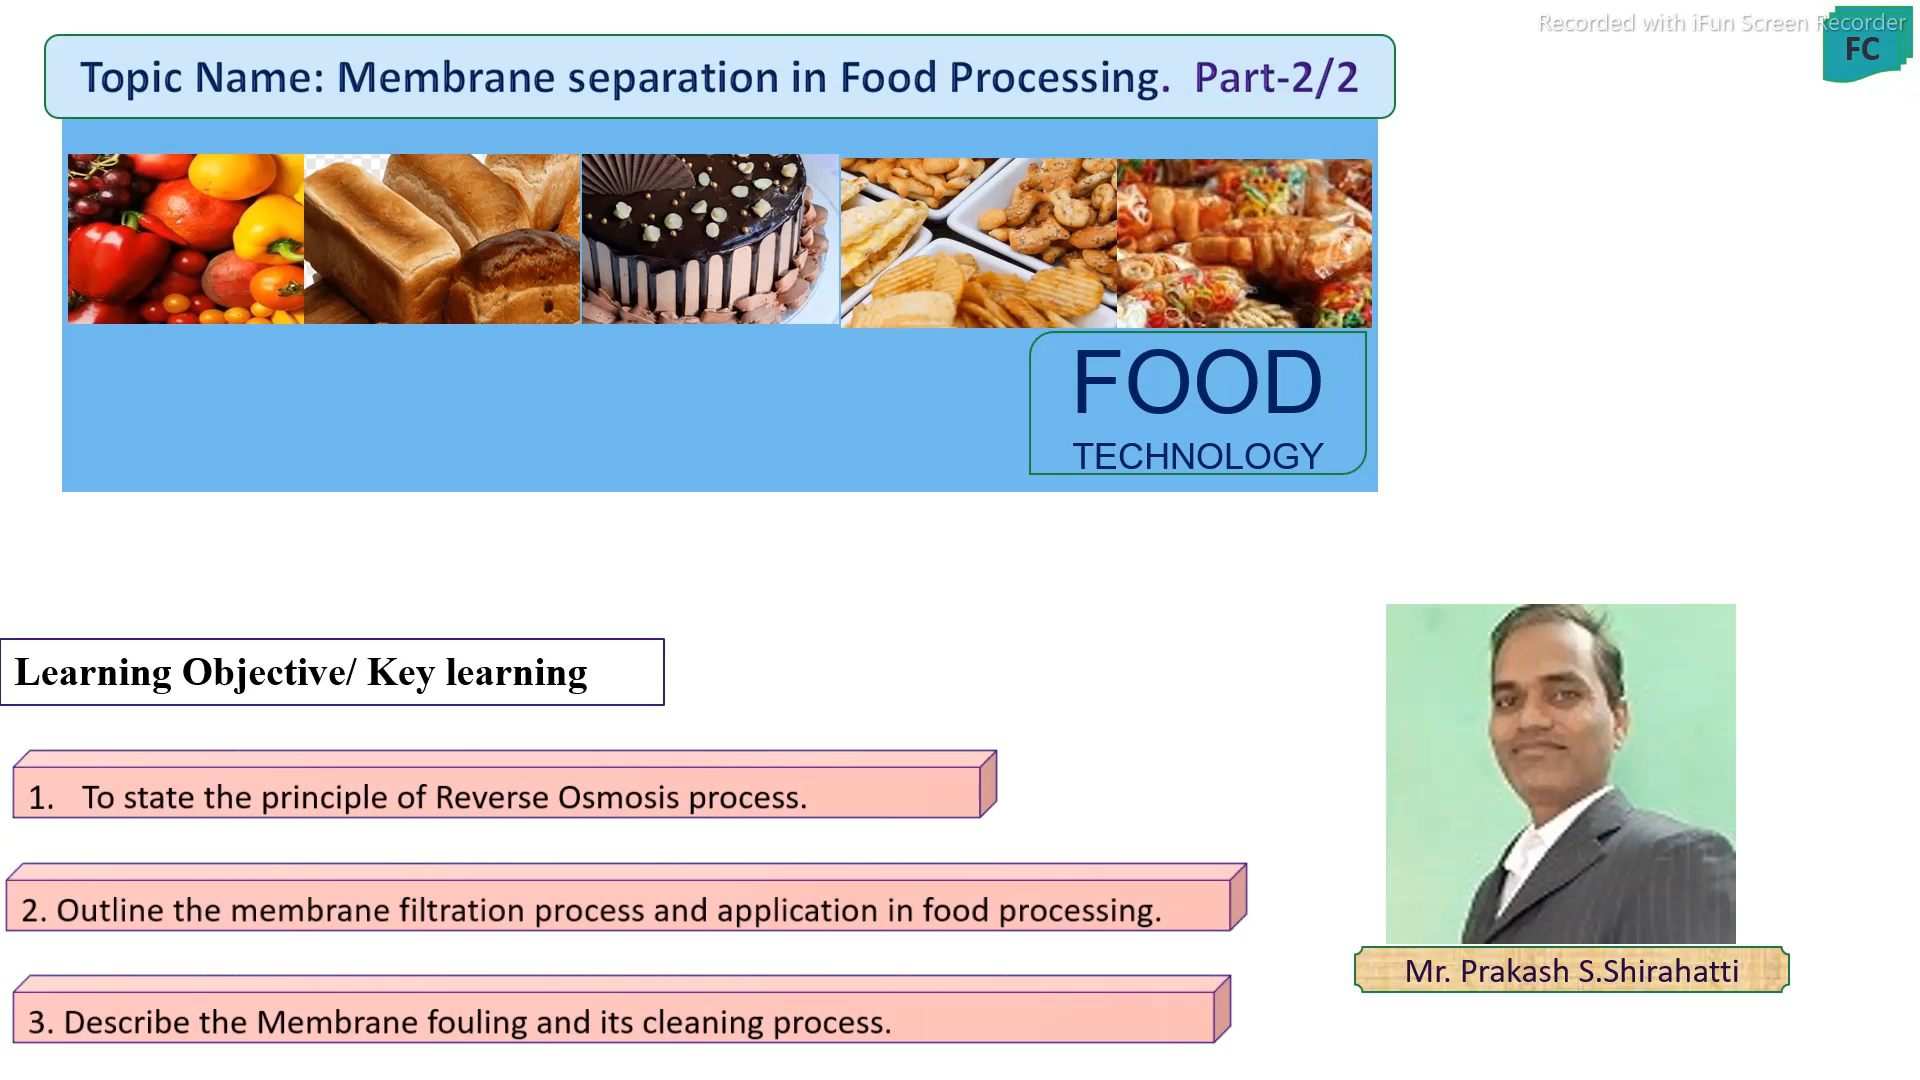 Recorded with iFun Screen Recorder
FC
Topic Name: Membrane separation in Food Processing. Part-2/2
FOOD
TECHNOLOGY
Learning Objective/ Key learning
1. To state the principle of Reverse Osmosis process.
2. Outline the membrane filtration process and application in food processing.
3. Describe the Membrane fouling and its cleaning process.
Mr. Prakash S.Shirahatti